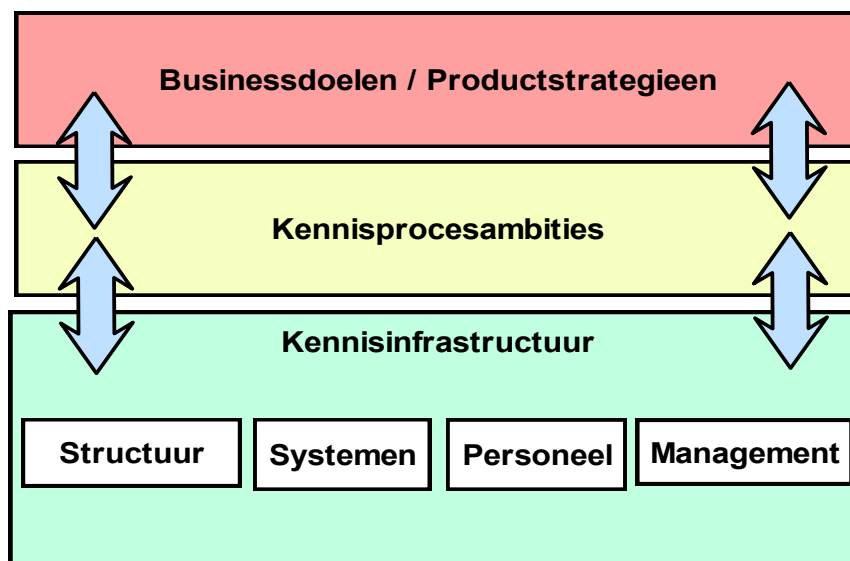 Businessdoelen / Productstrategieen
Kennisprocesambities
Kennisinfrastructuur
Structuur
Systemen
Personeel
Management